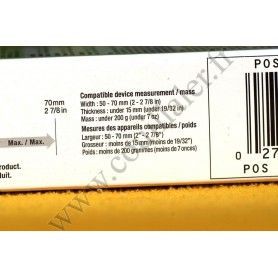 70mm
2 7/8 in
Max. / Max.
Compatible device measurement / mass
Width : 50 - 70 mm (2 - 2 7/8 in)
Thickness : under 15 mm (under 19/32 in)
Mass : under 200 g (under 7 oz)
Mesures des appareils compatibles / poids
Largeur : 50 - 70 mm (2" - 2 7/8")
Grosseur : moins de 15 mm (moins de 19/32")
Poids : moins de 200 grammes (moins de 7 onces)
roduct.
duit.
POS
0 27
POS